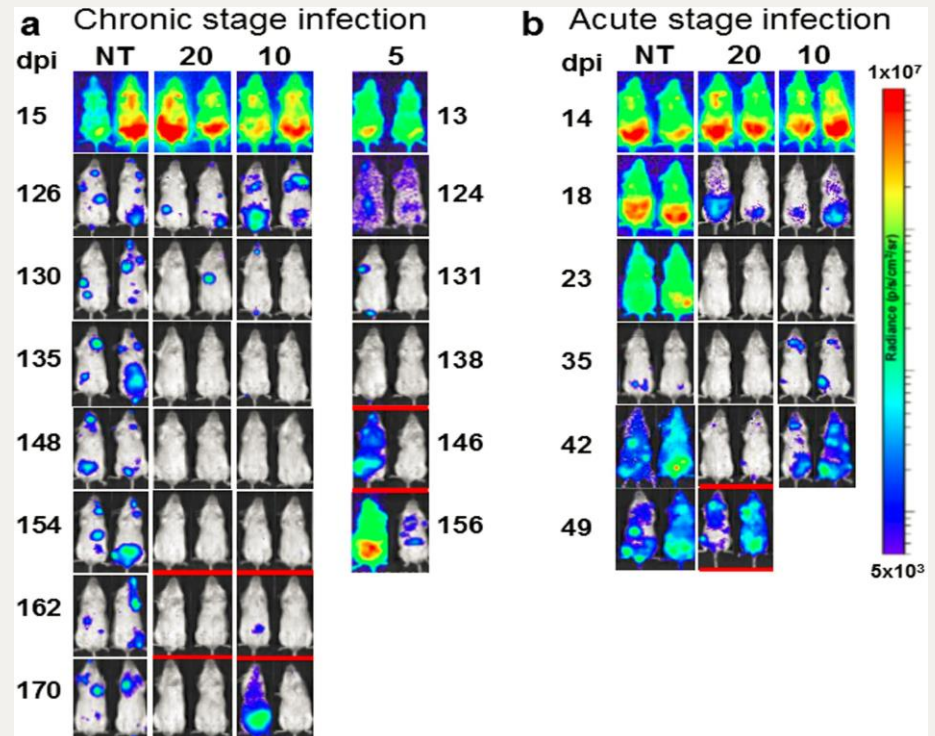 a Chronic stage infection
dpi NT 20 10 5
15 13
126 124
130 131
135 138
148 146
154 156
162
170
b Acute stage infection
dpi NT 20 10
14
18
23
35
42
49
1x10⁷
Radiance (p/s/cm²/sr)
5x10³